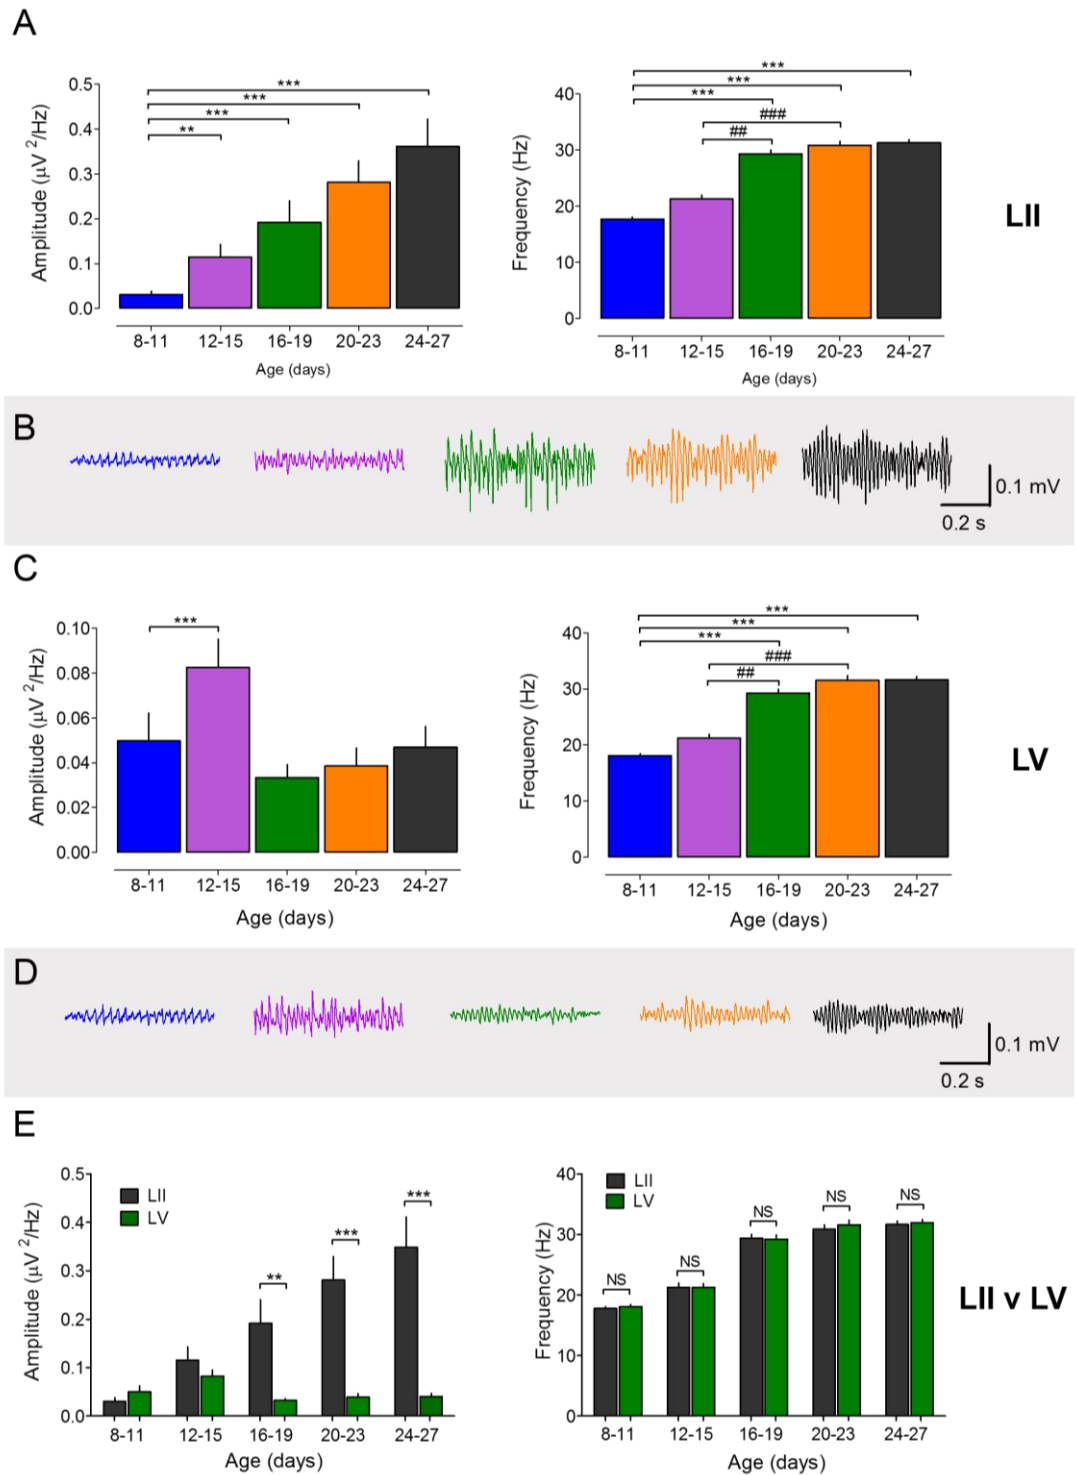 A
Amplitude (μV ²/Hz)
0.5
0.4
0.3
0.2
0.1
0.0
***
***
***
**
8-11 12-15 16-19 20-23 24-27
Age (days)
Frequency (Hz)
40
30
20
10
0
***
***
***
###
##
8-11 12-15 16-19 20-23 24-27
Age (days)
LII
B
0.1 mV
0.2 s
C
Amplitude (μV ²/Hz)
0.10
0.08
0.06
0.04
0.02
0.00
***
8-11 12-15 16-19 20-23 24-27
Age (days)
Frequency (Hz)
40
30
20
10
0
***
***
***
###
##
8-11 12-15 16-19 20-23 24-27
Age (days)
LV
D
0.1 mV
0.2 s
E
Amplitude (μV ²/Hz)
0.5
0.4
0.3
0.2
0.1
0.0
LII
LV
**
***
***
8-11 12-15 16-19 20-23 24-27
Age (days)
Frequency (Hz)
40
30
20
10
0
LII
LV
NS
NS
NS
NS
NS
8-11 12-15 16-19 20-23 24-27
Age (days)
LII v LV